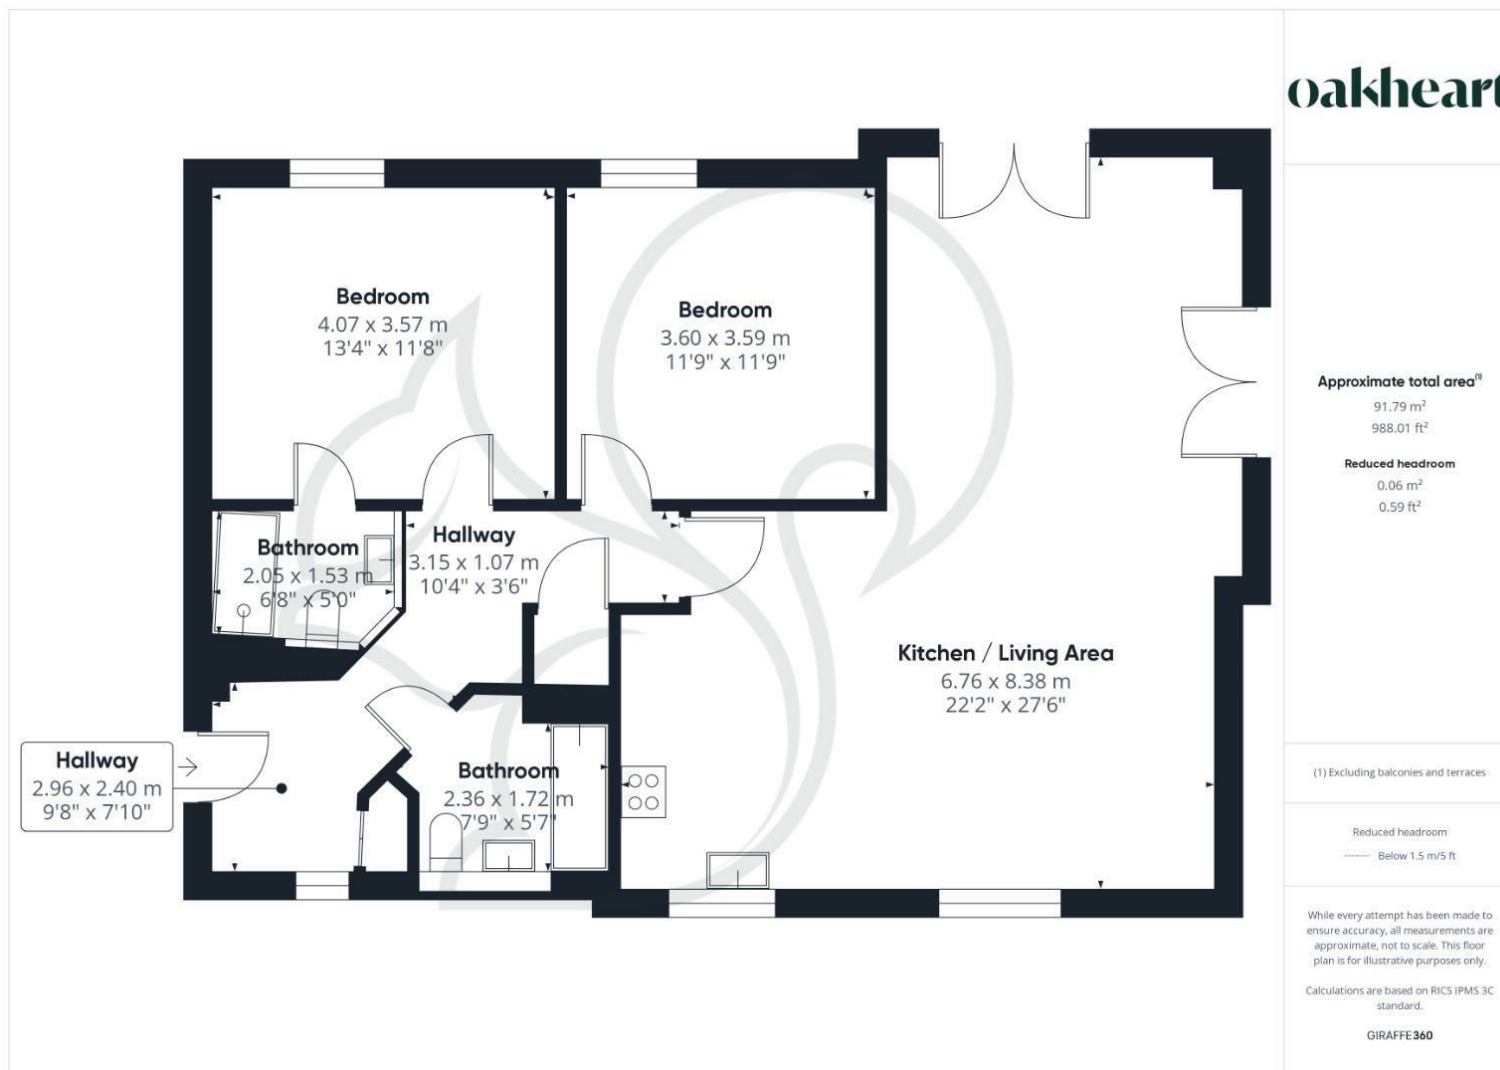 oakheart
Bedroom
4.07 x 3.57 m
13'4" x 11'8"
Bedroom
3.60 x 3.59 m
11'9" x 11'9"
Bathroom
2.05 x 1.53 m
6'8" x 5'0"
Hallway
3.15 x 1.07 m
10'4" x 3'6"
Kitchen / Living Area
6.76 x 8.38 m
22'2" x 27'6"
Hallway
2.96 x 2.40 m
9'8" x 7'10"
Bathroom
2.36 x 1.72 m
7'9" x 5'7"
Approximate total area(1)
91.79 m²
988.01 ft²
Reduced headroom
0.06 m²
0.59 ft²
(1) Excluding balconies and terraces
Reduced headroom
Below 1.5 m/5 ft
While every attempt has been made to
ensure accuracy, all measurements are
approximate, not to scale. This floor
plan is for illustrative purposes only.
Calculations are based on RICS IPMS 3C
standard.
GIRAFFE360